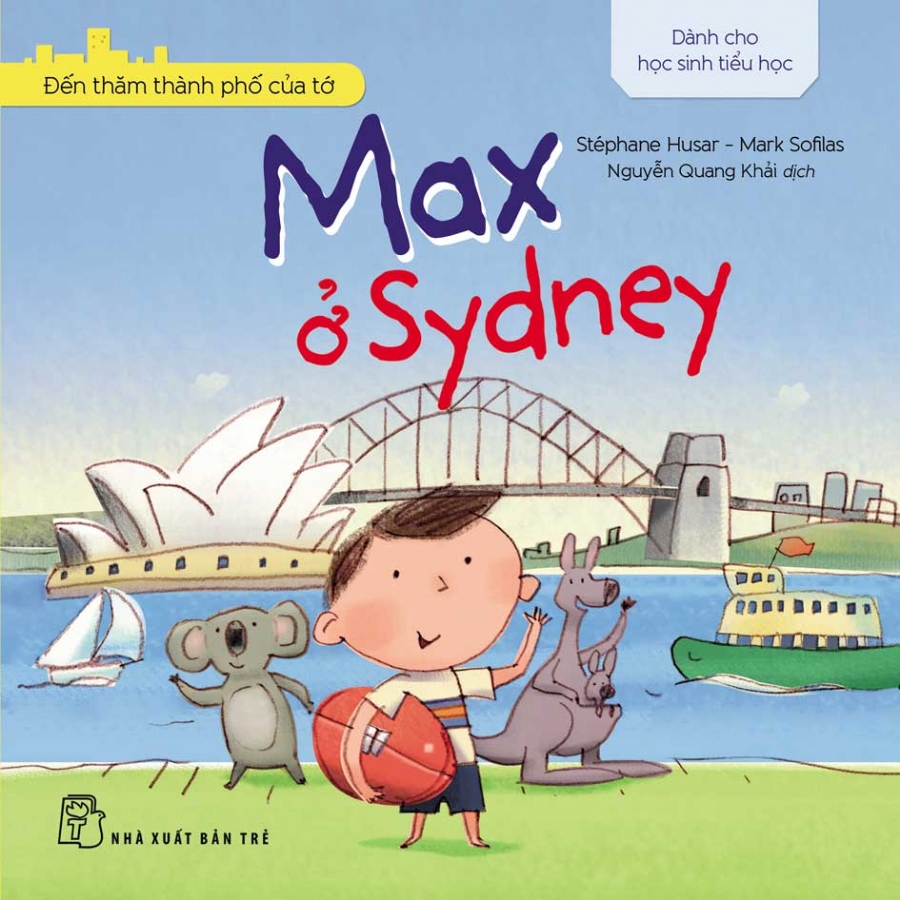 Đến thăm thành phố của tớ
Dành cho
học sinh tiểu học
Stéphane Husar - Mark Sofilas
Nguyễn Quang Khải dịch
Max
ở Sydney
T
NHÀ XUẤT BẢN TRẺ